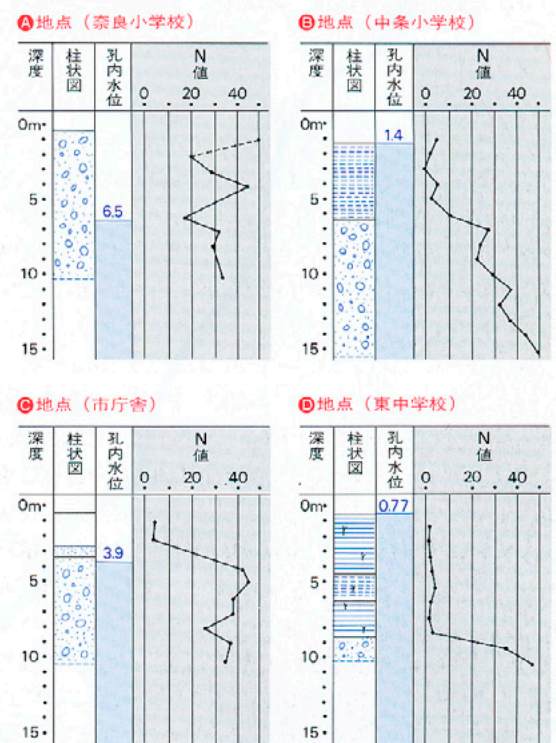 Ⓐ地点（奈良小学校）
深度
柱状図
孔内水位
N値
0 20 40
0m
5
10
15
6.5
Ⓑ地点（中条小学校）
深度
柱状図
孔内水位
N値
0 20 40
0m
5
10
15
1.4
Ⓒ地点（市庁舎）
深度
柱状図
孔内水位
N値
0 20 40
0m
5
10
15
3.9
Ⓓ地点（東中学校）
深度
柱状図
孔内水位
N値
0 20 40
0m
5
10
15
0.77